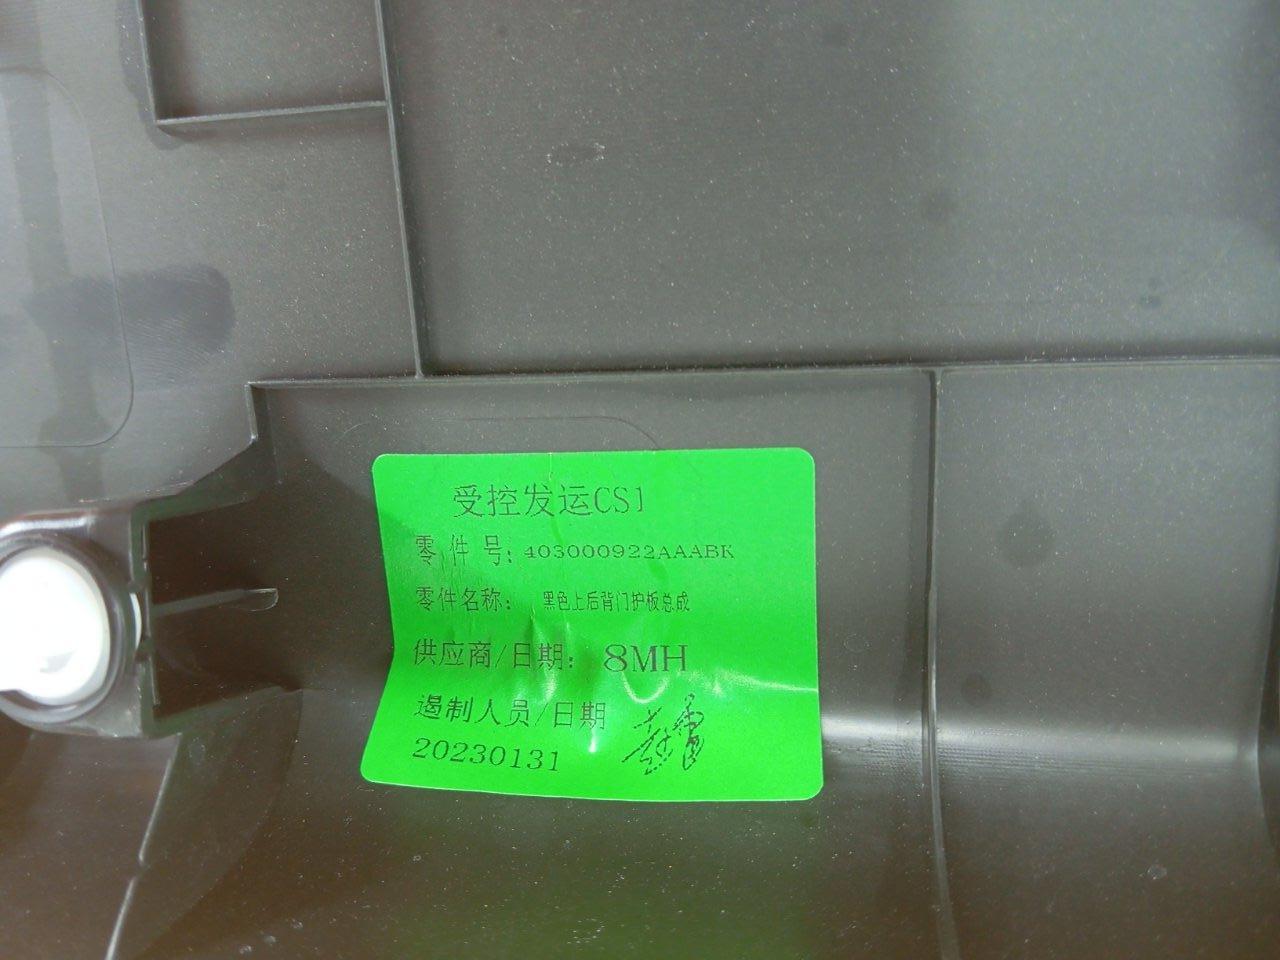 受控发运CS1
零 件 号: 403000922AAABK
零件名称: 黑色上后背门护板总成
供应商/日期: 8MH
遏制人员/日期
20230131